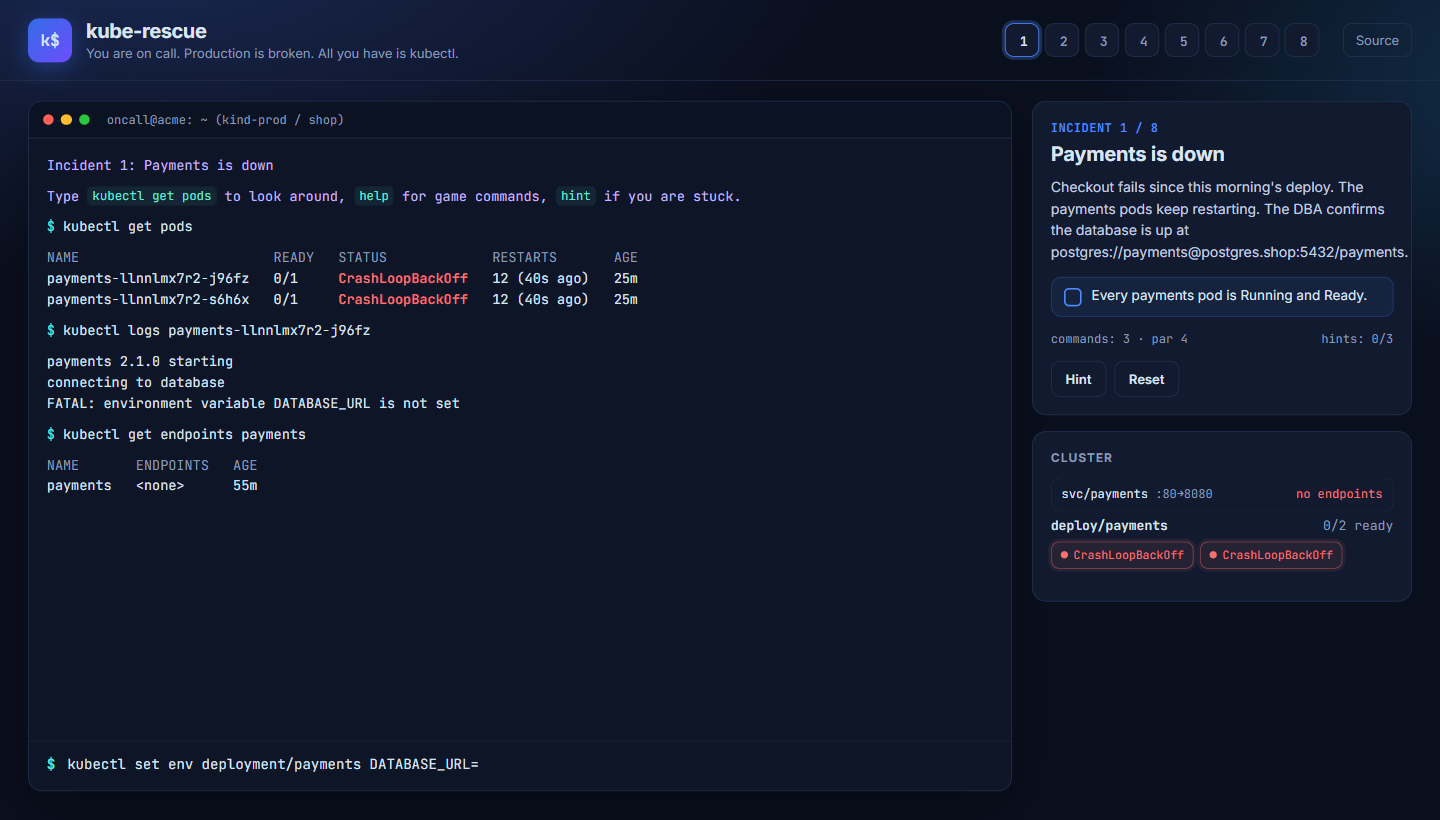 k$
kube-rescue
You are on call. Production is broken. All you have is kubectl.
1 2 3 4 5 6 7 8 Source
oncall@acme: ~ (kind-prod / shop)
Incident 1: Payments is down
Type kubectl get pods to look around, help for game commands, hint if you are stuck.
$ kubectl get pods
NAME READY STATUS RESTARTS AGE
payments-llnnlmx7r2-j96fz 0/1 CrashLoopBackOff 12 (40s ago) 25m
payments-llnnlmx7r2-s6h6x 0/1 CrashLoopBackOff 12 (40s ago) 25m
$ kubectl logs payments-llnnlmx7r2-j96fz
payments 2.1.0 starting
connecting to database
FATAL: environment variable DATABASE_URL is not set
$ kubectl get endpoints payments
NAME ENDPOINTS AGE
payments <none> 55m
$ kubectl set env deployment/payments DATABASE_URL=
INCIDENT 1 / 8
Payments is down
Checkout fails since this morning's deploy. The
payments pods keep restarting. The DBA confirms
the database is up at
postgres://payments@postgres.shop:5432/payments.
Every payments pod is Running and Ready.
commands: 3 · par 4 hints: 0/3
Hint Reset
CLUSTER
svc/payments :80→8080 no endpoints
deploy/payments 0/2 ready
CrashLoopBackOff CrashLoopBackOff